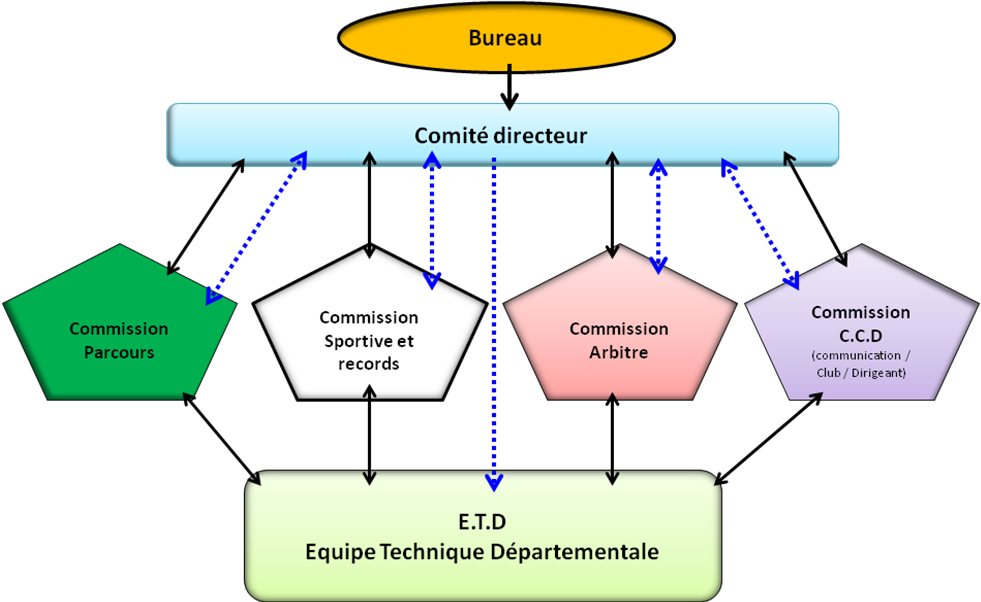 Bureau
Comité directeur
Commission
Parcours
Commission
Sportive et
records
Commission
Arbitre
Commission
C.C.D
(communication /
Club / Dirigeant)
E.T.D
Equipe Technique Départementale